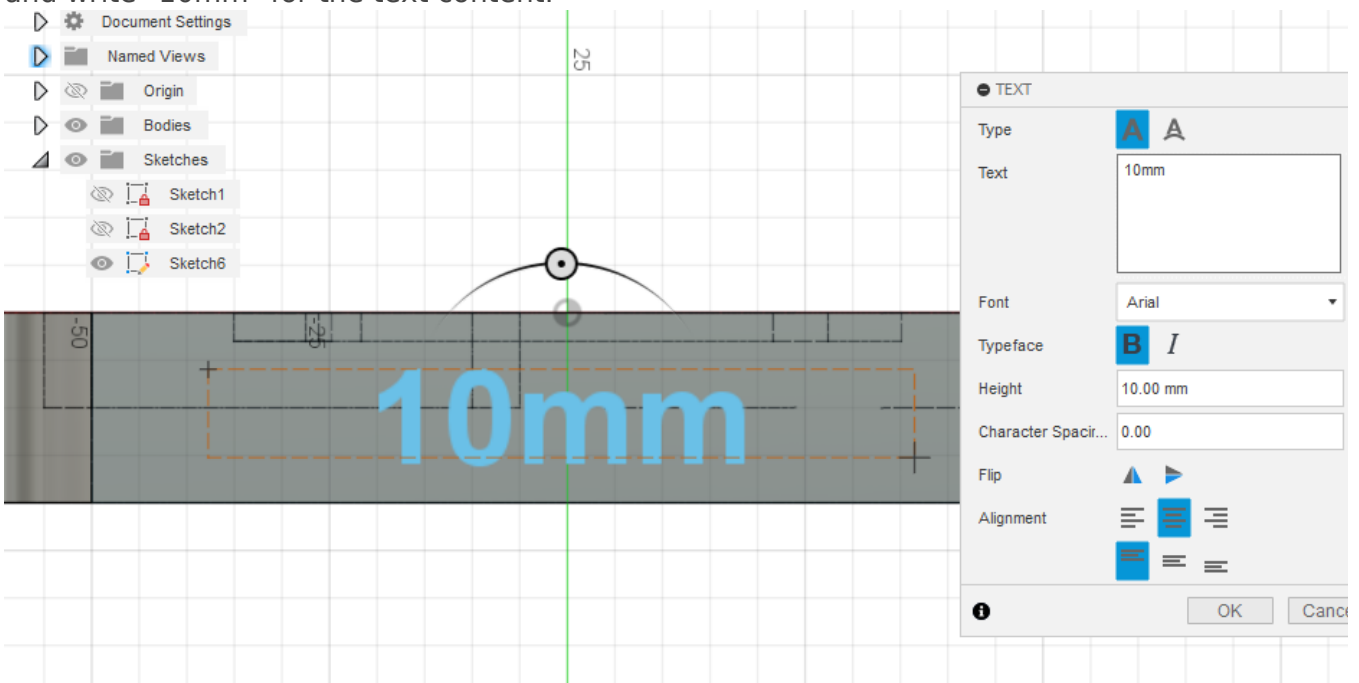 and write "10mm" for the text content.
Document Settings
Named Views
Origin
Bodies
Sketches
Sketch1
Sketch2
Sketch6
25
-50
-25
10mm
TEXT
Type
A A
Text
10mm
Font
Arial
Typeface
B I
Height
10.00 mm
Character Spacin...
0.00
Flip
Alignment
OK
Cance